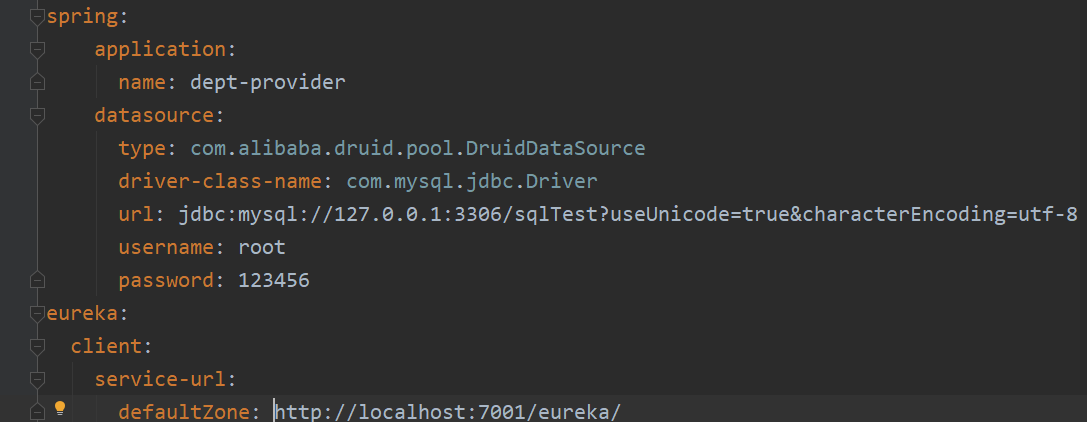 spring:
    application:
      name: dept-provider
    datasource:
      type: com.alibaba.druid.pool.DruidDataSource
      driver-class-name: com.mysql.jdbc.Driver
      url: jdbc:mysql://127.0.0.1:3306/sqlTest?useUnicode=true&characterEncoding=utf-8
      username: root
      password: 123456
eureka:
  client:
    service-url:
      defaultZone: http://localhost:7001/eureka/